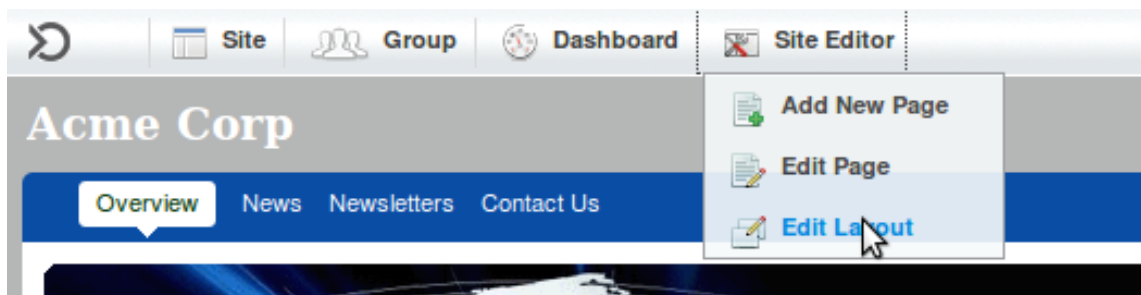 Site Group Dashboard Site Editor
Add New Page
Acme Corp
Edit Page
Overview News Newsletters Contact Us
Edit Layout